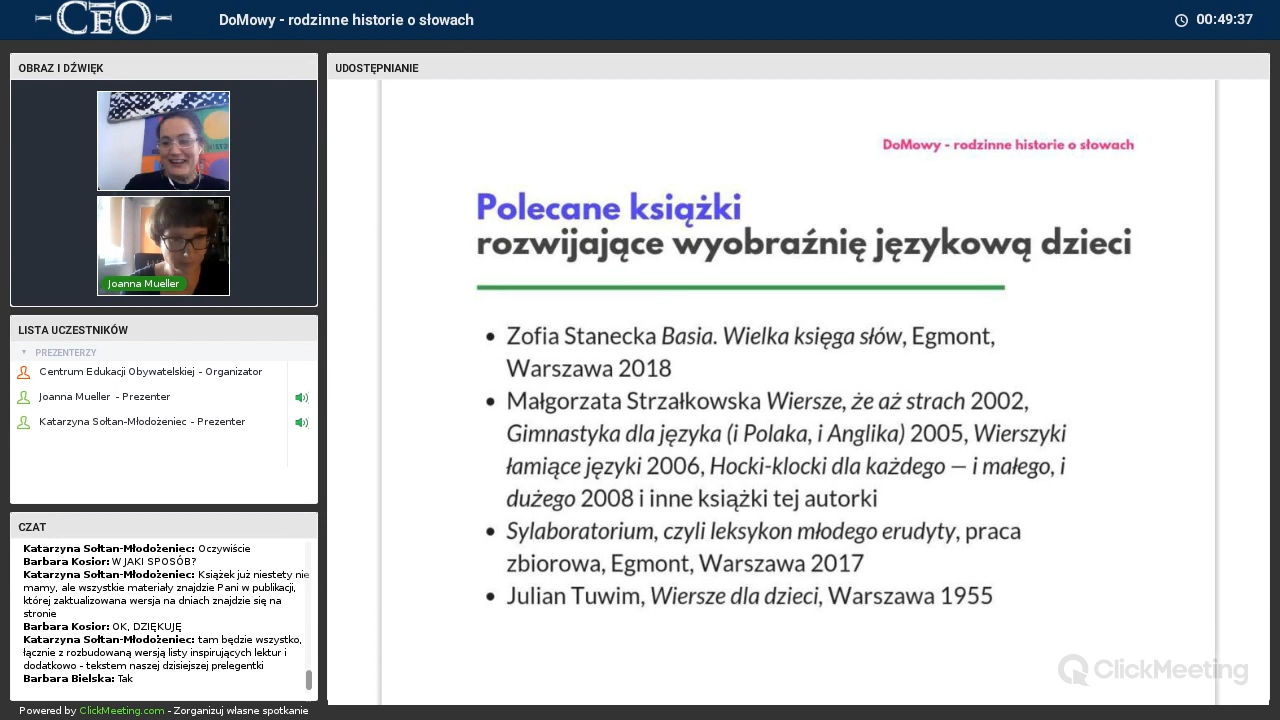 CEO
DoMowy - rodzinne historie o słowach
00:49:37
OBRAZ I DŹWIĘK
Joanna Mueller
LISTA UCZESTNIKÓW
PREZENTERZY
Centrum Edukacji Obywatelskiej - Organizator
Joanna Mueller - Prezenter
Katarzyna Sołtan-Młodożeniec - Prezenter
CZAT
Katarzyna Sołtan-Młodożeniec: Oczywiście
Barbara Kosior: W JAKI SPOSÓB?
Katarzyna Sołtan-Młodożeniec: Książek już niestety nie
mamy, ale wszystkie materiały znajdzie Pani w publikacji,
której zaktualizowana wersja na dniach znajdzie się na
stronie
Barbara Kosior: OK, DZIĘKUJĘ
Katarzyna Sołtan-Młodożeniec: tam będzie wszystko,
łącznie z rozbudowaną wersją listy inspirujących lektur i
dodatkowo - tekstem naszej dzisiejszej prelegentki
Barbara Bielska: Tak
Powered by ClickMeeting.com - Zorganizuj własne spotkanie
UDOSTĘPNIANIE
DoMowy - rodzinne historie o słowach
Polecane książki
rozwijające wyobraźnię językową dzieci
• Zofia Stanecka Basia. Wielka księga słów, Egmont,
Warszawa 2018
• Małgorzata Strzałkowska Wiersze, że aż strach 2002,
Gimnastyka dla języka (i Polaka, i Anglika) 2005, Wierszyki
łamiące języki 2006, Hocki-klocki dla każdego — i małego, i
dużego 2008 i inne książki tej autorki
• Sylaboratorium, czyli leksykon młodego erudyty, praca
zbiorowa, Egmont, Warszawa 2017
• Julian Tuwim, Wiersze dla dzieci, Warszawa 1955
ClickMeeting